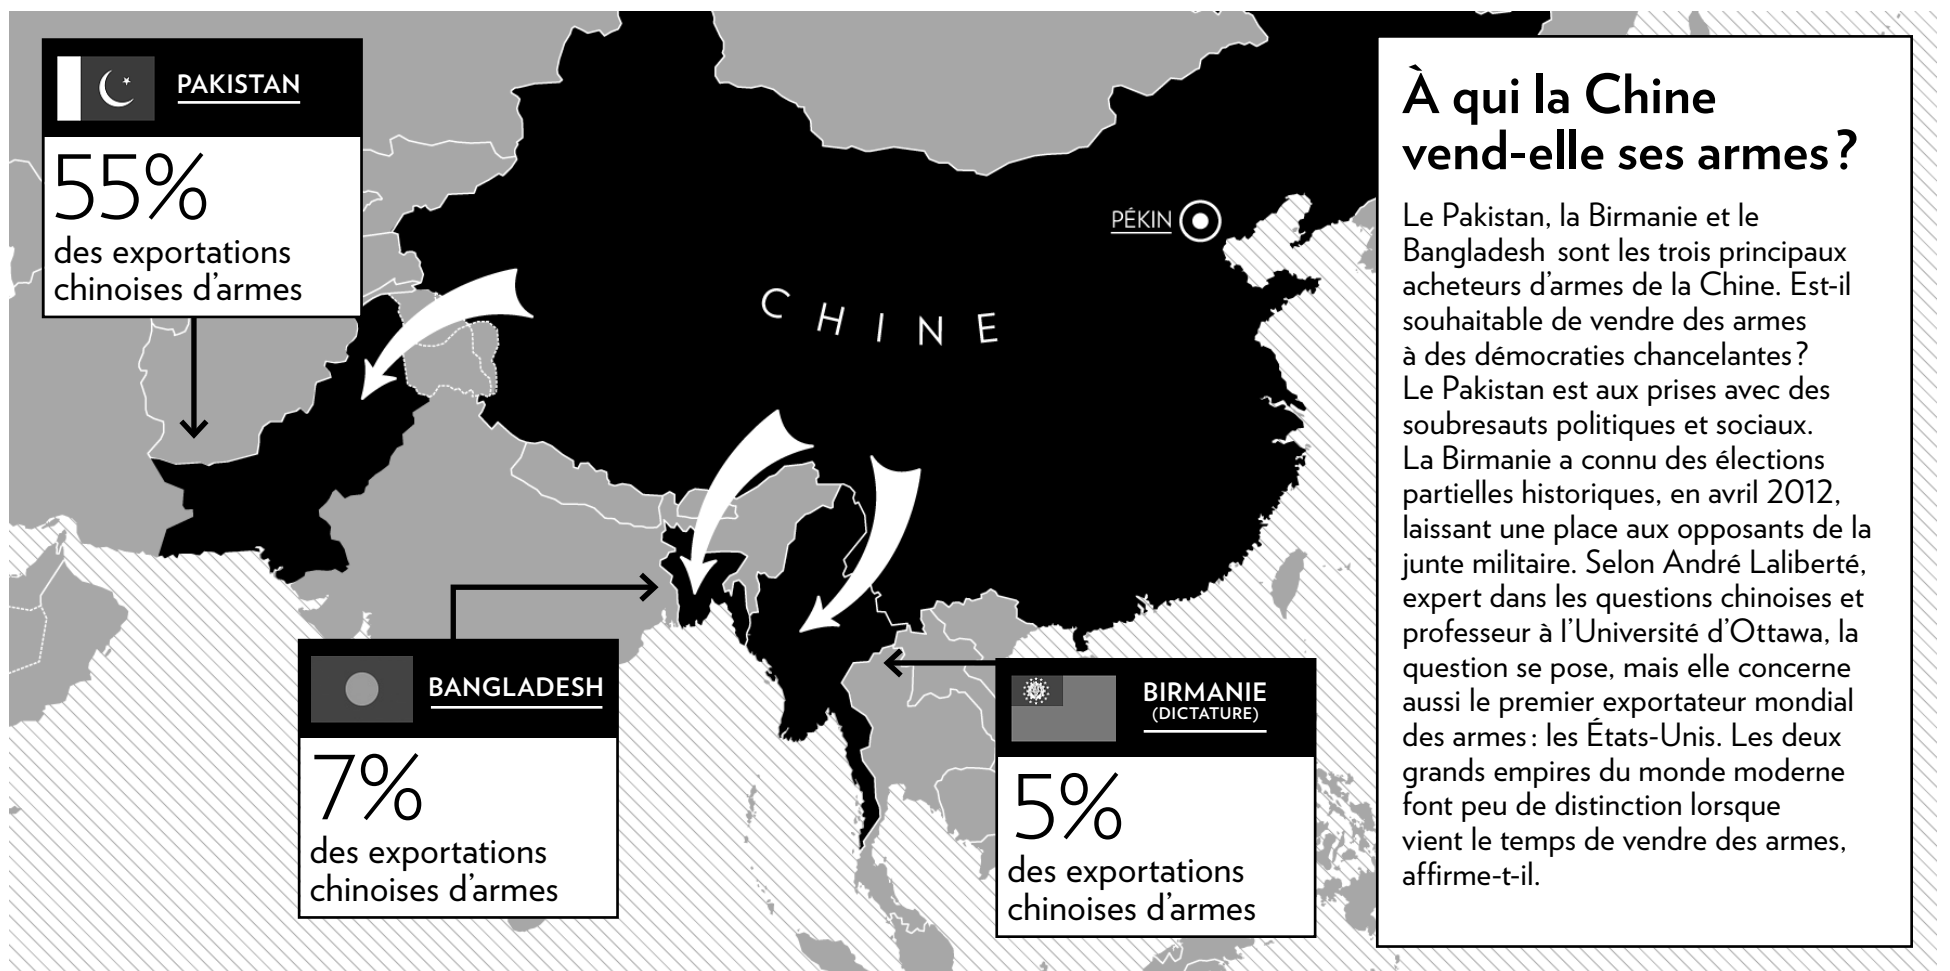 PAKISTAN
55%
des exportations
chinoises d'armes
PÉKIN
CHINE
BANGLADESH
7%
des exportations
chinoises d'armes
BIRMANIE
(DICTATURE)
5%
des exportations
chinoises d'armes
À qui la Chine
vend-elle ses armes ?
Le Pakistan, la Birmanie et le
Bangladesh sont les trois principaux
acheteurs d'armes de la Chine. Est-il
souhaitable de vendre des armes
à des démocraties chancelantes ?
Le Pakistan est aux prises avec des
soubresauts politiques et sociaux.
La Birmanie a connu des élections
partielles historiques, en avril 2012,
laissant une place aux opposants de la
junte militaire. Selon André Laliberté,
expert dans les questions chinoises et
professeur à l'Université d'Ottawa, la
question se pose, mais elle concerne
aussi le premier exportateur mondial
des armes : les États-Unis. Les deux
grands empires du monde moderne
font peu de distinction lorsque
vient le temps de vendre des armes,
affirme-t-il.